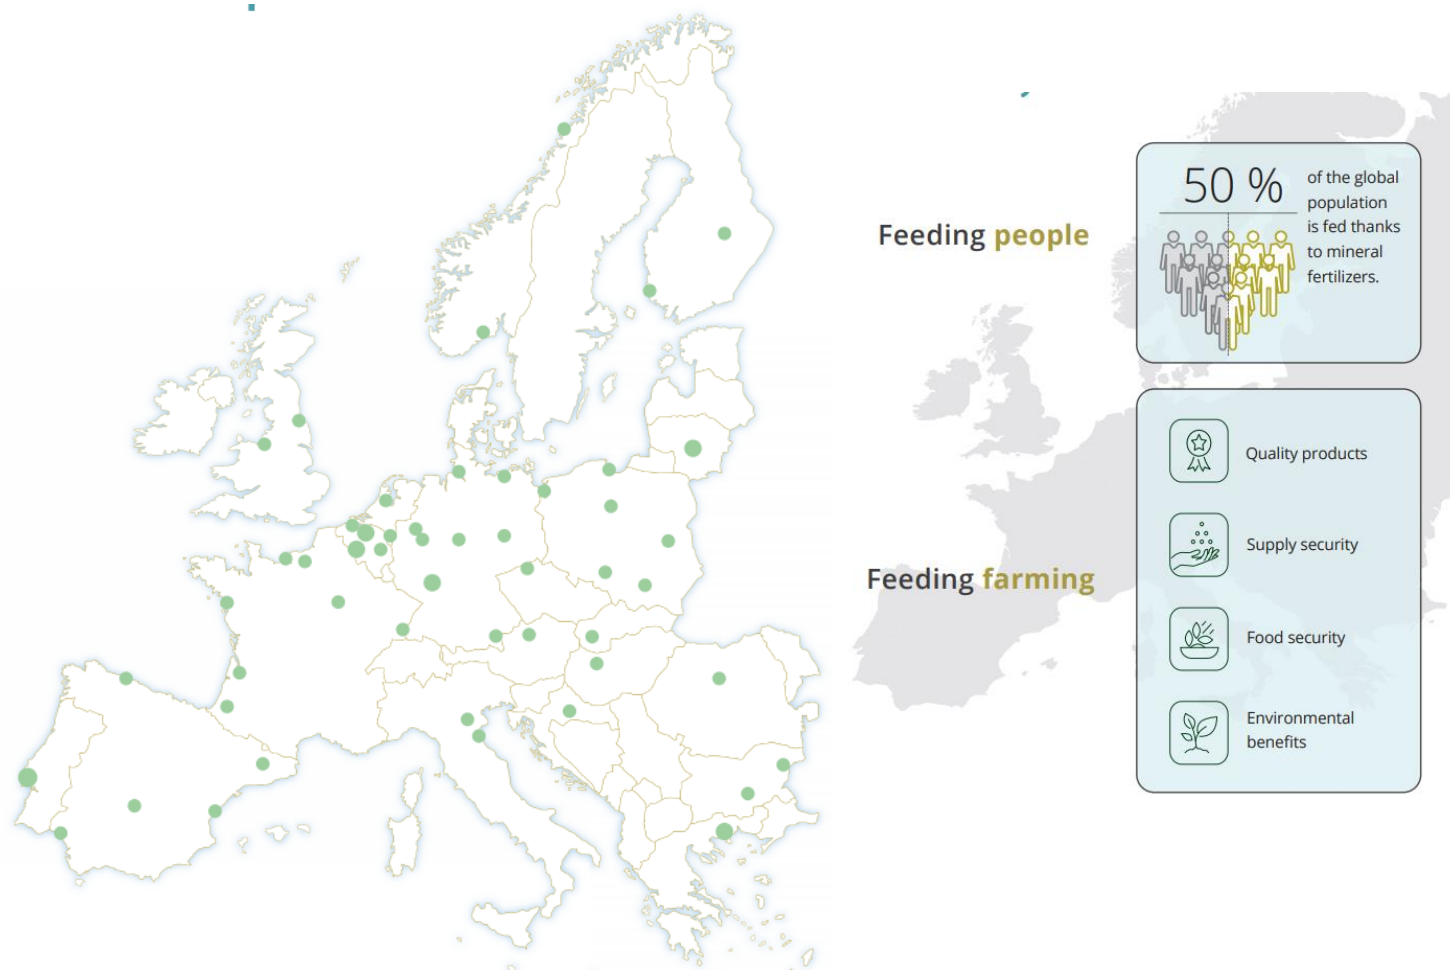 Feeding people
50 %
of the global
population
is fed thanks
to mineral
fertilizers.
Feeding farming
Quality products
Supply security
Food security
Environmental
benefits